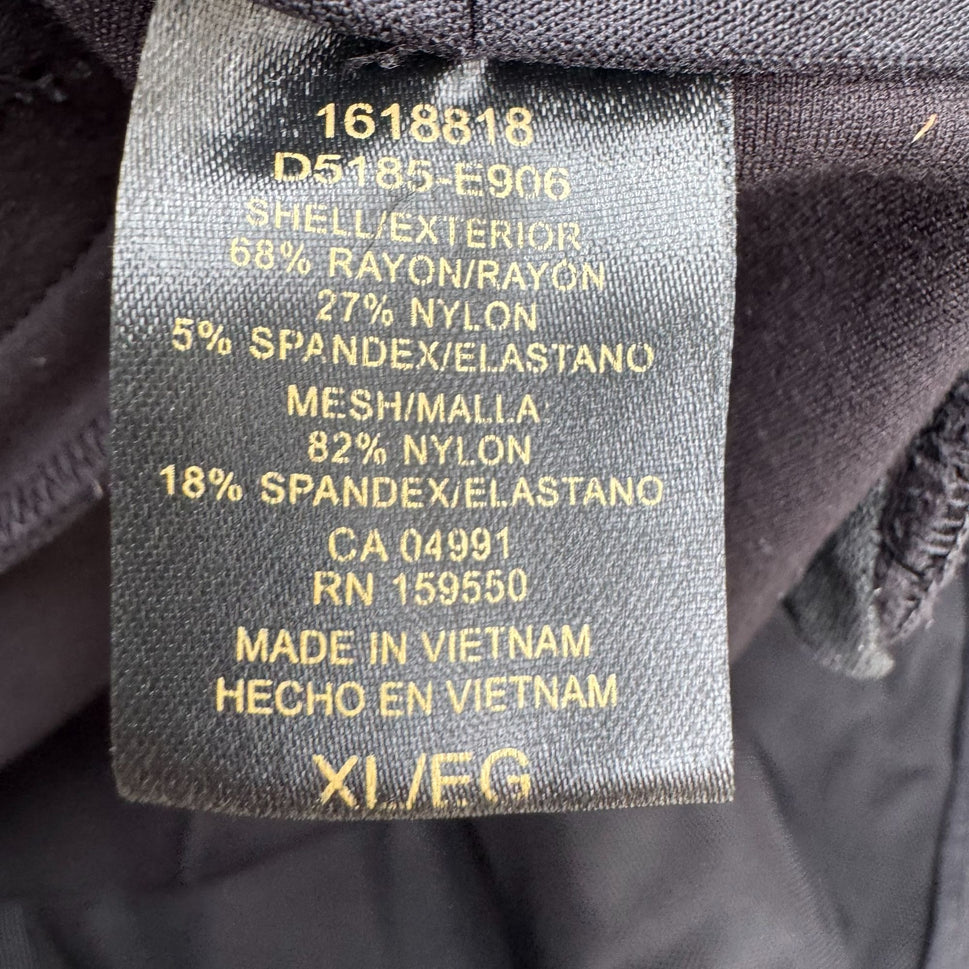 1618818
D5185-E906
SHELL/EXTERIOR
68% RAYON/RAYÓN
27% NYLON
5% SPANDEX/ELASTANO
MESH/MALLA:
82% NYLON
18% SPANDEX/ELASTANO
CA 04991
RN 159550
MADE IN VIETNAM
HECHO EN VIETNAM
XL/EG